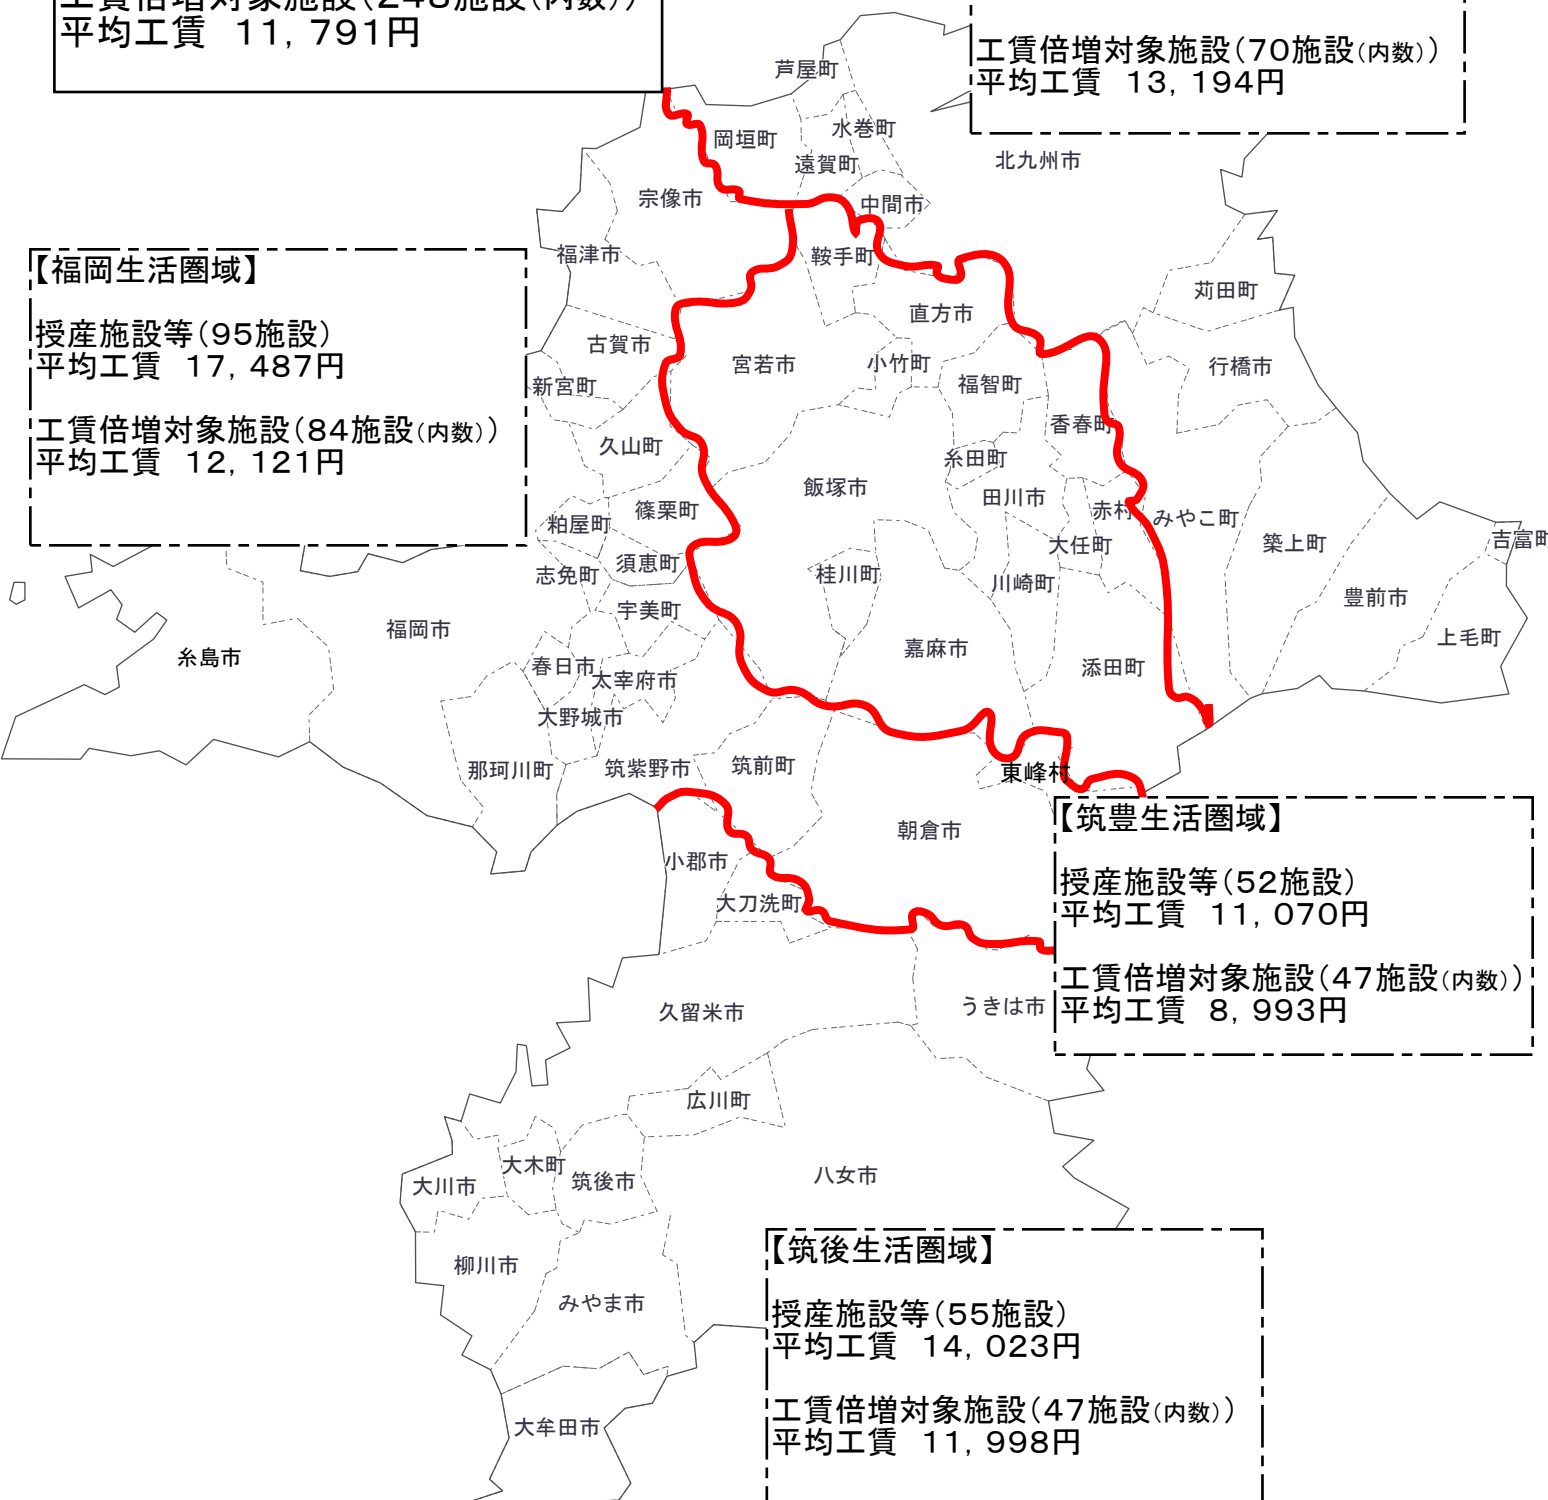 工賃倍増対象施設（248施設（内数））
平均工賃　11，791円
工賃倍増対象施設（70施設（内数））
平均工賃　13，194円
芦屋町
水巻町
岡垣町
遠賀町
北九州市
宗像市
中間市
福津市
鞍手町
【福岡生活圏域】
授産施設等（95施設）
平均工賃　17，487円
工賃倍増対象施設（84施設（内数））
平均工賃　12，121円
苅田町
直方市
古賀市
宮若市
小竹町
行橋市
新宮町
福智町
香春町
久山町
糸田町
飯塚市
田川市
篠栗町
赤村
みやこ町
粕屋町
築上町
吉富町
大任町
須恵町
志免町
桂川町
川崎町
豊前市
宇美町
福岡市
上毛町
嘉麻市
糸島市
春日市
添田町
太宰府市
大野城市
那珂川町
筑紫野市
筑前町
東峰村
【筑豊生活圏域】
授産施設等（52施設）
平均工賃　11，070円
工賃倍増対象施設（47施設（内数））
平均工賃　8，993円
朝倉市
小郡市
大刀洗町
うきは市
久留米市
広川町
大木町
八女市
筑後市
大川市
【筑後生活圏域】
授産施設等（55施設）
平均工賃　14，023円
工賃倍増対象施設（47施設（内数））
平均工賃　11，998円
柳川市
みやま市
大牟田市